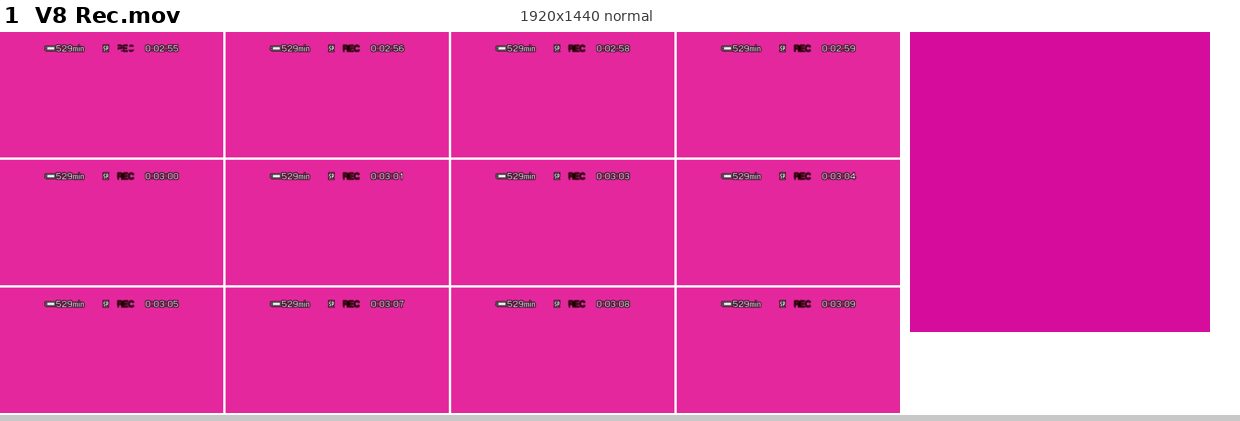 1 V8 Rec.mov
1920x1440 normal
529min SP REC 0:02:55
529min SP REC 0:02:56
529min SP REC 0:02:58
529min SP REC 0:02:59
529min SP REC 0:03:00
529min SP REC 0:03:01
529min SP REC 0:03:03
529min SP REC 0:03:04
529min SP REC 0:03:05
529min SP REC 0:03:07
529min SP REC 0:03:08
529min SP REC 0:03:09